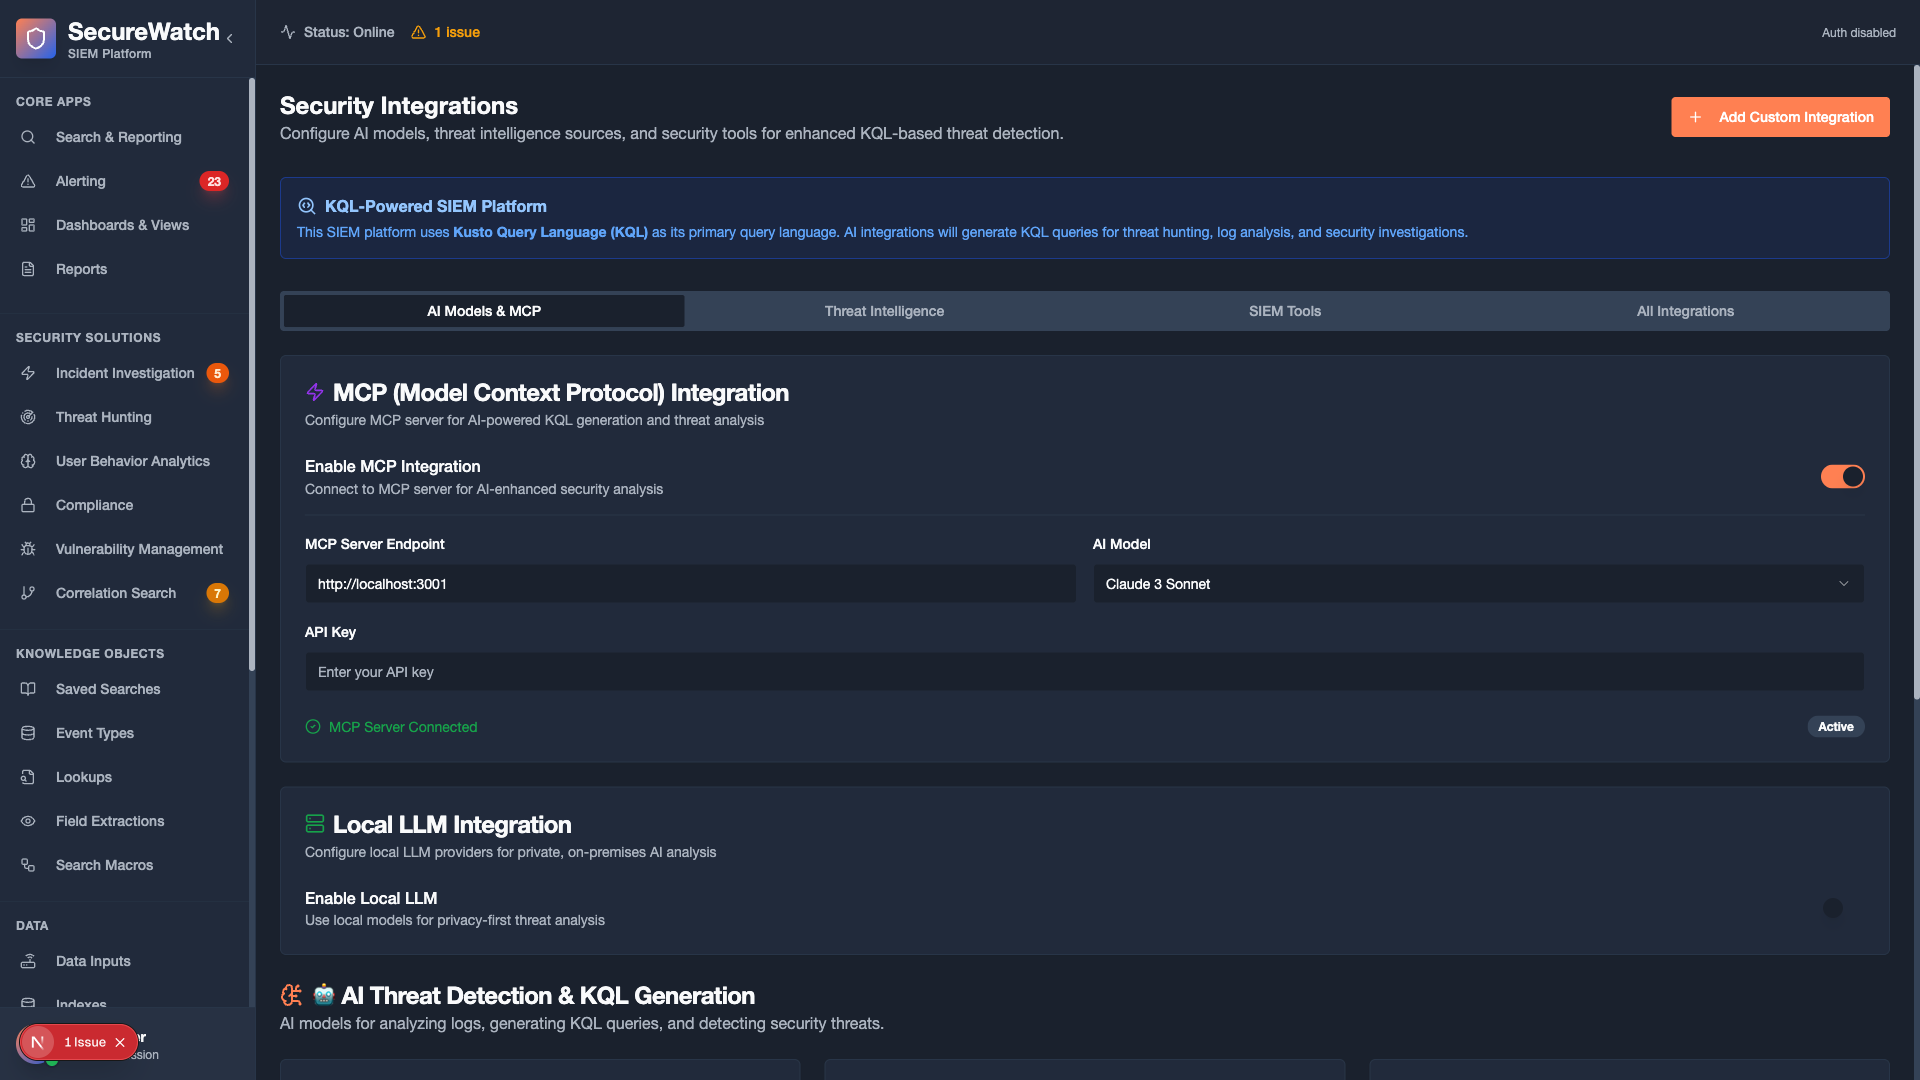 SecureWatch
SIEM Platform
CORE APPS
Search & Reporting
Alerting 23
Dashboards & Views
Reports
SECURITY SOLUTIONS
Incident Investigation 5
Threat Hunting
User Behavior Analytics
Compliance
Vulnerability Management
Correlation Search 7
KNOWLEDGE OBJECTS
Saved Searches
Event Types
Lookups
Field Extractions
Search Macros
DATA
Data Inputs
Indexes
N 1 Issue
Status: Online 1 issue
Auth disabled
Security Integrations
Configure AI models, threat intelligence sources, and security tools for enhanced KQL-based threat detection.
Add Custom Integration
KQL-Powered SIEM Platform
This SIEM platform uses Kusto Query Language (KQL) as its primary query language. AI integrations will generate KQL queries for threat hunting, log analysis, and security investigations.
AI Models & MCP Threat Intelligence SIEM Tools All Integrations
MCP (Model Context Protocol) Integration
Configure MCP server for AI-powered KQL generation and threat analysis
Enable MCP Integration
Connect to MCP server for AI-enhanced security analysis
MCP Server Endpoint AI Model
http://localhost:3001 Claude 3 Sonnet
API Key
Enter your API key
MCP Server Connected Active
Local LLM Integration
Configure local LLM providers for private, on-premises AI analysis
Enable Local LLM
Use local models for privacy-first threat analysis
AI Threat Detection & KQL Generation
AI models for analyzing logs, generating KQL queries, and detecting security threats.